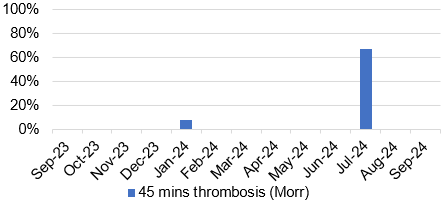 100%
80%
60%
40%
20%
0%
Sep-23
Oct-23
Nov-23
Dec-23
Jan-24
Feb-24
Mar-24
Apr-24
May-24
Jun-24
Jul-24
Aug-24
Sep-24
45 mins thrombosis (Morr)